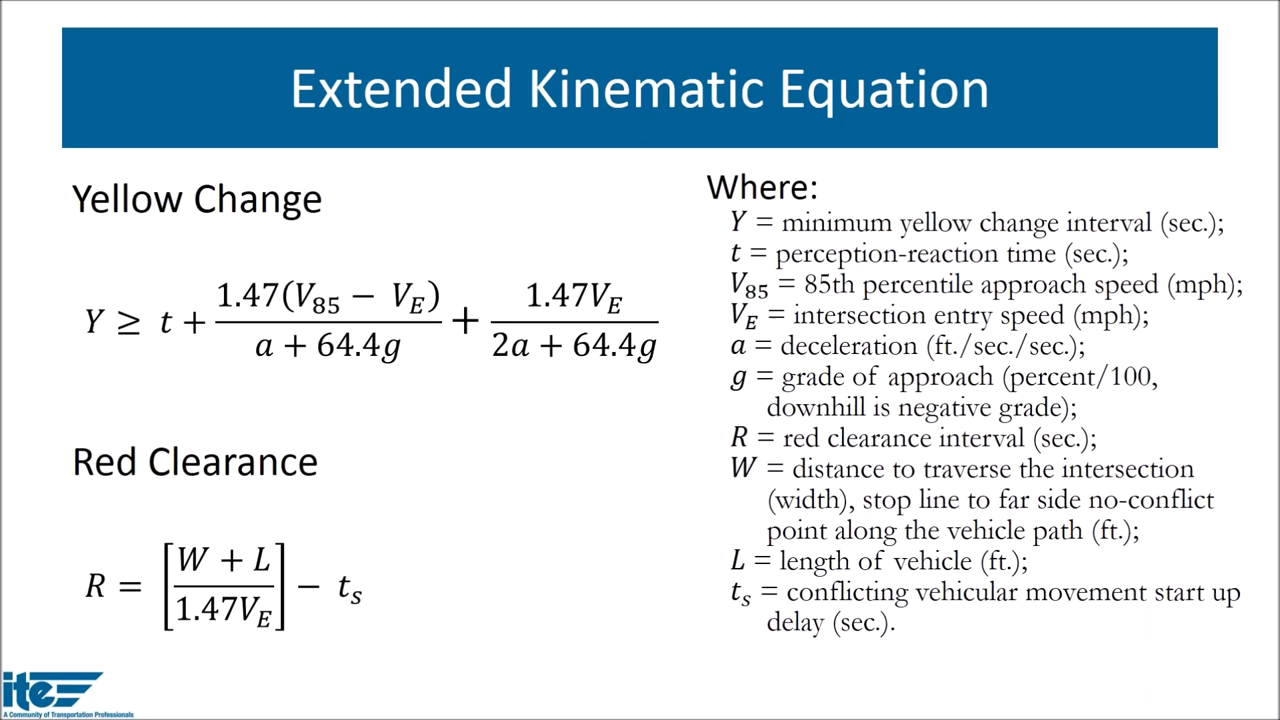 Extended Kinematic Equation
Yellow Change
Y ≥ t + 1.47(V₈₅ − V_E) / (a + 64.4g) + 1.47V_E / (2a + 64.4g)
Red Clearance
R = [(W + L) / 1.47V_E] − tₛ
Where:
Y = minimum yellow change interval (sec.);
t = perception-reaction time (sec.);
V₈₅ = 85th percentile approach speed (mph);
V_E = intersection entry speed (mph);
a = deceleration (ft./sec./sec.);
g = grade of approach (percent/100,
downhill is negative grade);
R = red clearance interval (sec.);
W = distance to traverse the intersection
(width), stop line to far side no-conflict
point along the vehicle path (ft.);
L = length of vehicle (ft.);
tₛ = conflicting vehicular movement start up
delay (sec.).
ite
A Community of Transportation Professionals